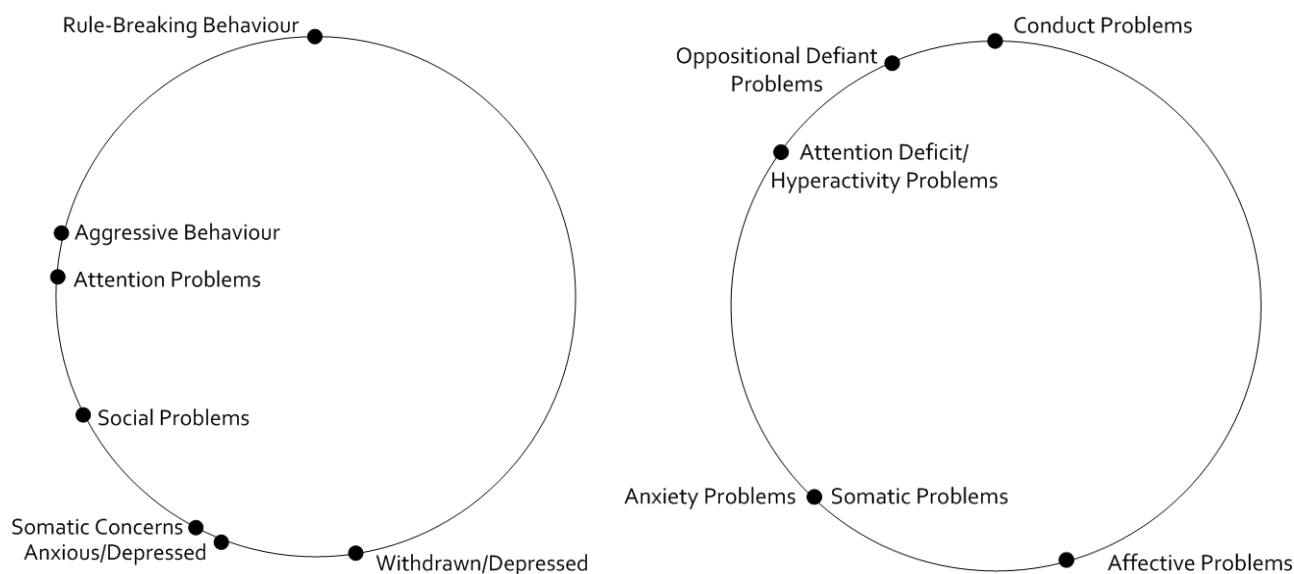 Rule-Breaking Behaviour
Aggressive Behaviour
Attention Problems
Social Problems
Somatic Concerns
Anxious/Depressed
Withdrawn/Depressed
Conduct Problems
Oppositional Defiant
Problems
Attention Deficit/
Hyperactivity Problems
Anxiety Problems
Somatic Problems
Affective Problems